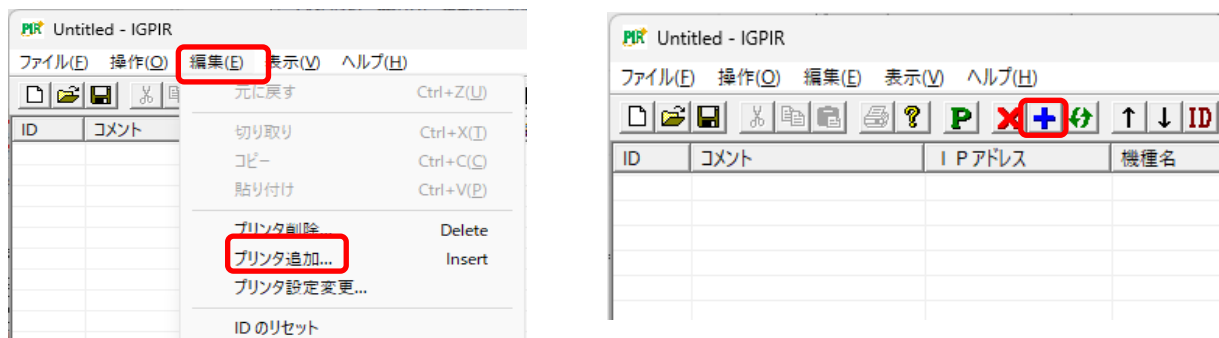 PIR Untitled - IGPIR
ファイル(F) 操作(O) 編集(E) 表示(V) ヘルプ(H)
ID コメント
元に戻す Ctrl+Z(U)
切り取り Ctrl+X(T)
コピー Ctrl+C(C)
貼り付け Ctrl+V(P)
プリンタ削除... Delete
プリンタ追加... Insert
プリンタ設定変更...
ID のリセット
PIR Untitled - IGPIR
ファイル(F) 操作(O) 編集(E) 表示(V) ヘルプ(H)
? P ID
ID コメント ＩＰアドレス 機種名